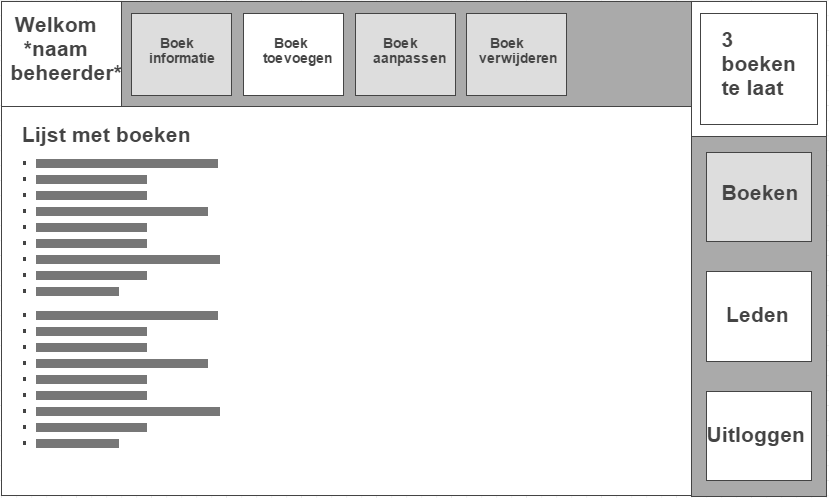 Welkom
*naam
beheerder*
Boek
informatie
Boek
toevoegen
Boek
aanpassen
Boek
verwijderen
3
boeken
te laat
Lijst met boeken
Boeken
Leden
Uitloggen